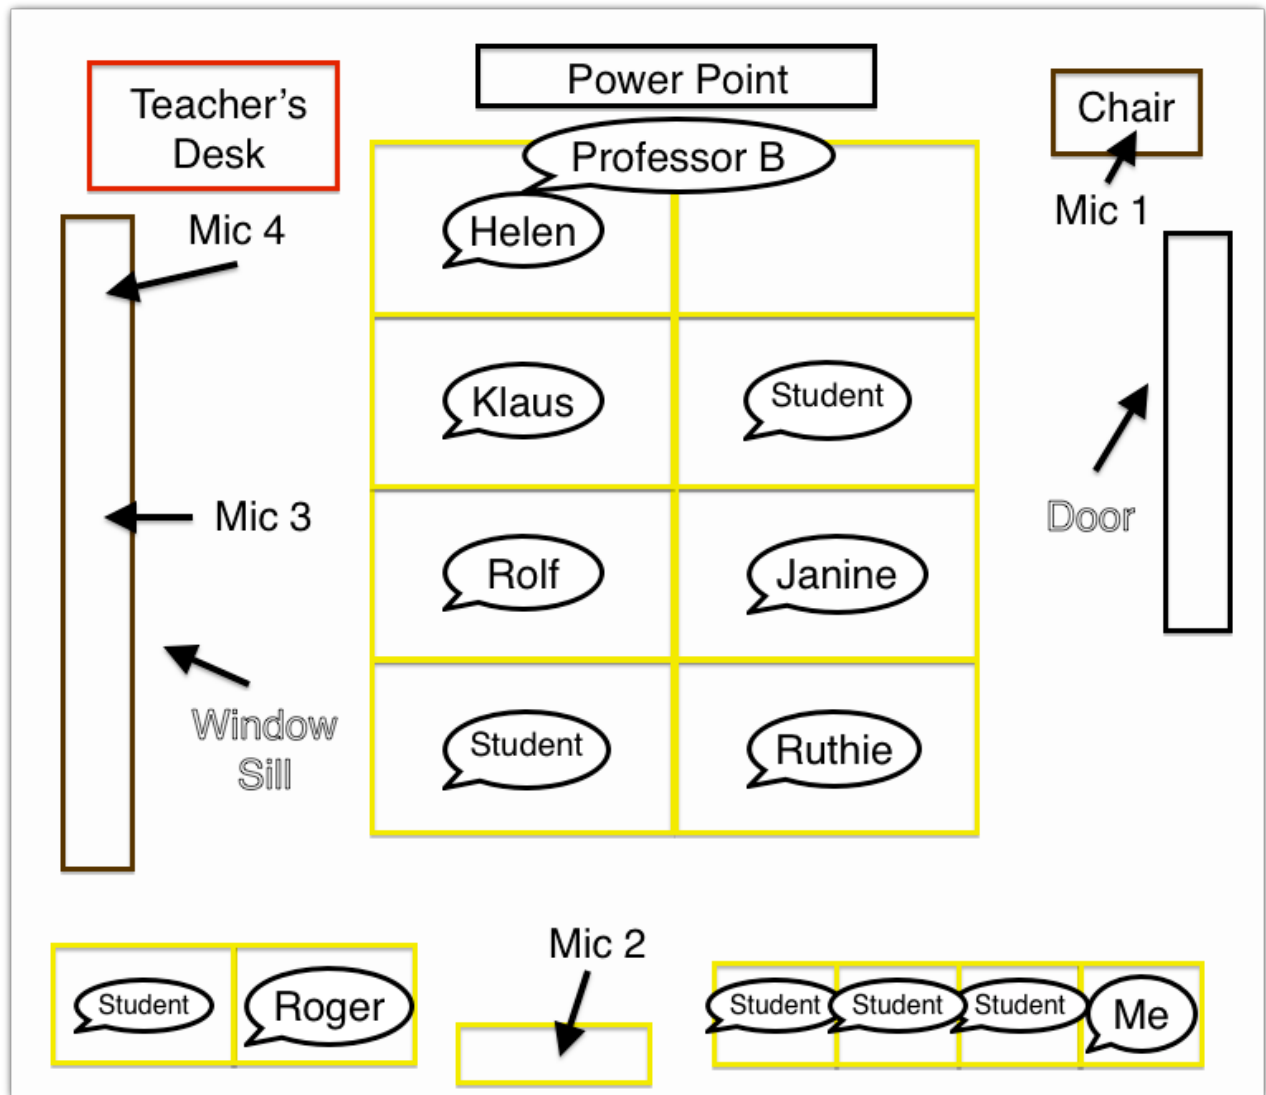 Power Point
Teacher's
Desk
Chair
Professor B
Mic 1
Mic 4
Helen
Klaus
Student
Mic 3
Door
Rolf
Janine
Window
Sill
Student
Ruthie
Mic 2
Student
Roger
Student
Student
Student
Me